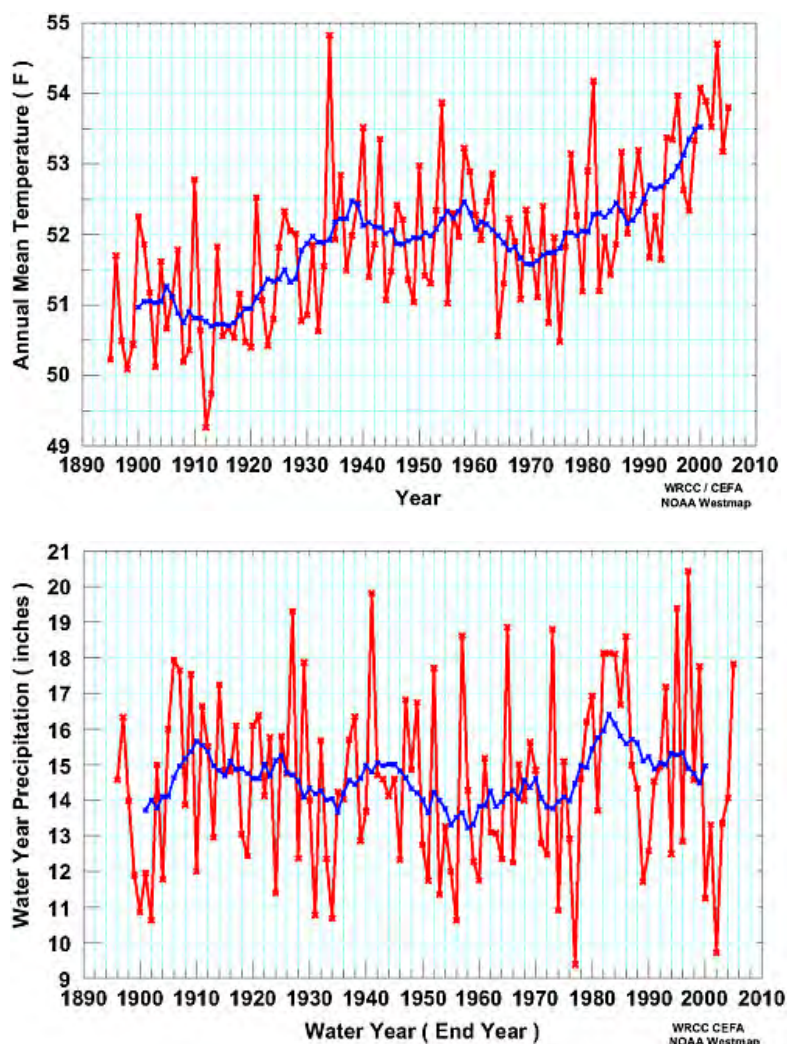 55
54
53
52
51
50
49
Annual Mean Temperature ( F )
1890 1900 1910 1920 1930 1940 1950 1960 1970 1980 1990 2000 2010
Year
WRCC / CEFA
NOAA Westmap
21
20
19
18
17
16
15
14
13
12
11
10
9
Water Year Precipitation ( inches )
1890 1900 1910 1920 1930 1940 1950 1960 1970 1980 1990 2000 2010
Water Year ( End Year )
WRCC CEFA
NOAA Westmap